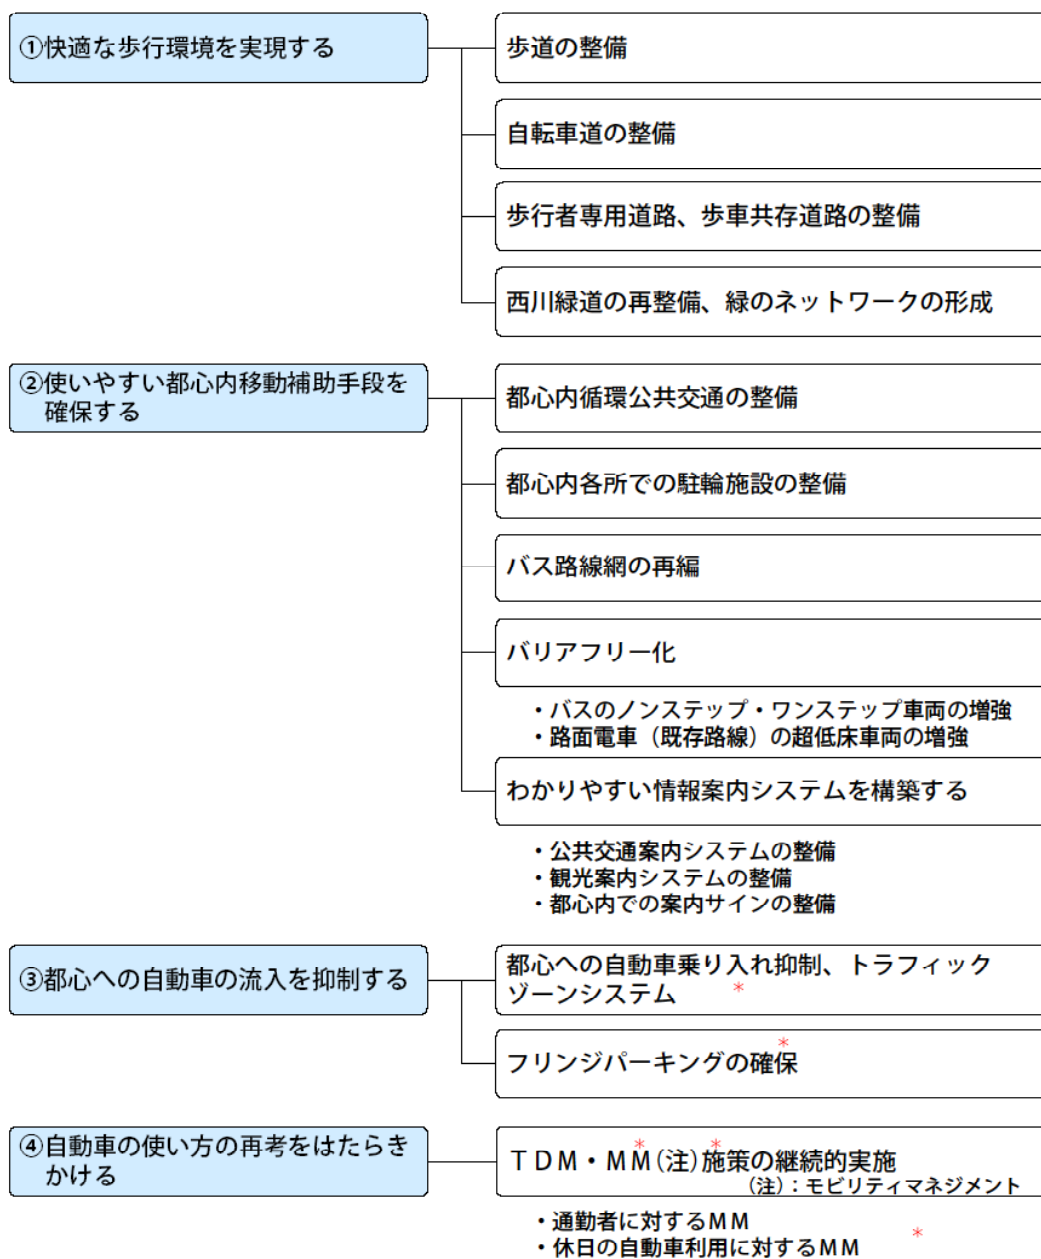 ①快適な歩行環境を実現する
歩道の整備
自転車道の整備
歩行者専用道路、歩車共存道路の整備
西川緑道の再整備、緑のネットワークの形成
②使いやすい都心内移動補助手段を
確保する
都心内循環公共交通の整備
都心内各所での駐輪施設の整備
バス路線網の再編
バリアフリー化
・バスのノンステップ・ワンステップ車両の増強
・路面電車（既存路線）の超低床車両の増強
わかりやすい情報案内システムを構築する
・公共交通案内システムの整備
・観光案内システムの整備
・都心内での案内サインの整備
③都心への自動車の流入を抑制する
都心への自動車乗り入れ抑制、トラフィック
ゾーンシステム *
フリンジパーキングの確保 *
④自動車の使い方の再考をはたらき
かける
ＴＤＭ・ＭＭ*(注)*施策の継続的実施
(注)：モビリティマネジメント
・通勤者に対するＭＭ
・休日の自動車利用に対するＭＭ *